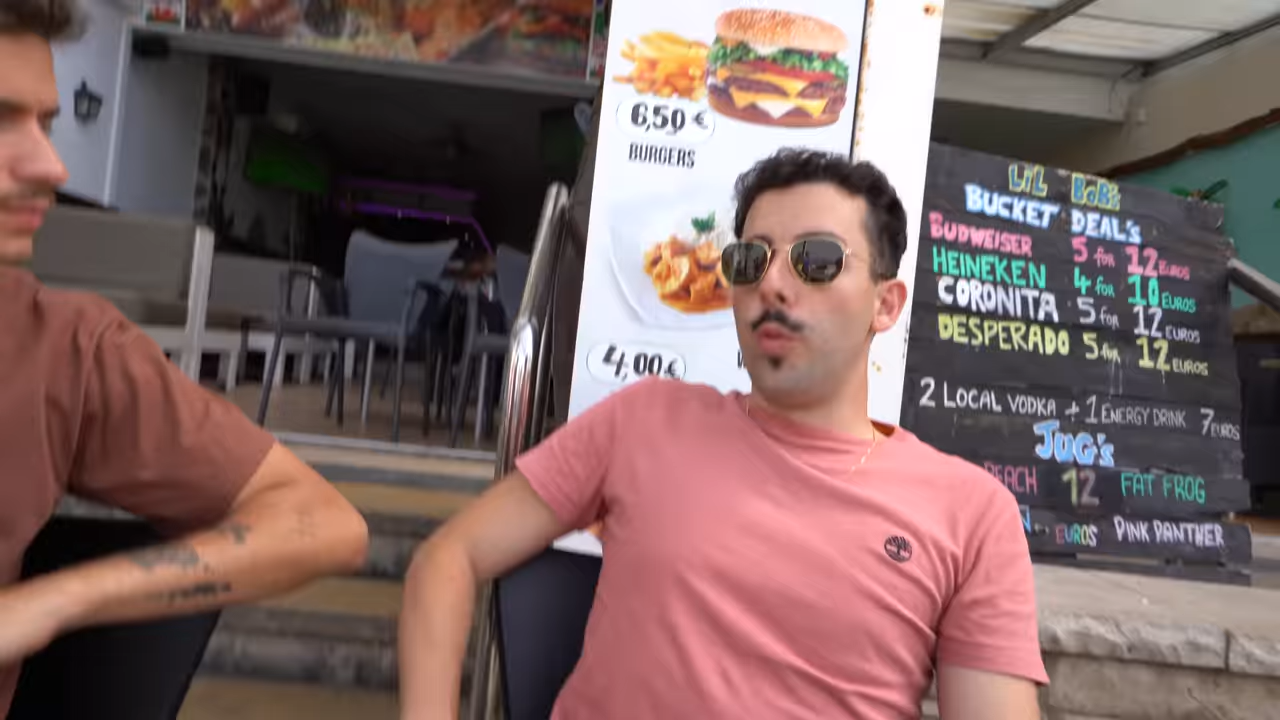 6,50 €
BURGERS
4,00 €
LiL BoB's
BUCKET DEAL'S
BUDWEISER 5 for 12 EUROS
HEINEKEN 4 for 10 EUROS
CORONITA 5 for 12 EUROS
DESPERADO 5 for 12 EUROS
2 LOCAL VODKA + 1 ENERGY DRINK 7 EUROS
JUG'S
12 FAT FROG
EUROS PINK PANTHER